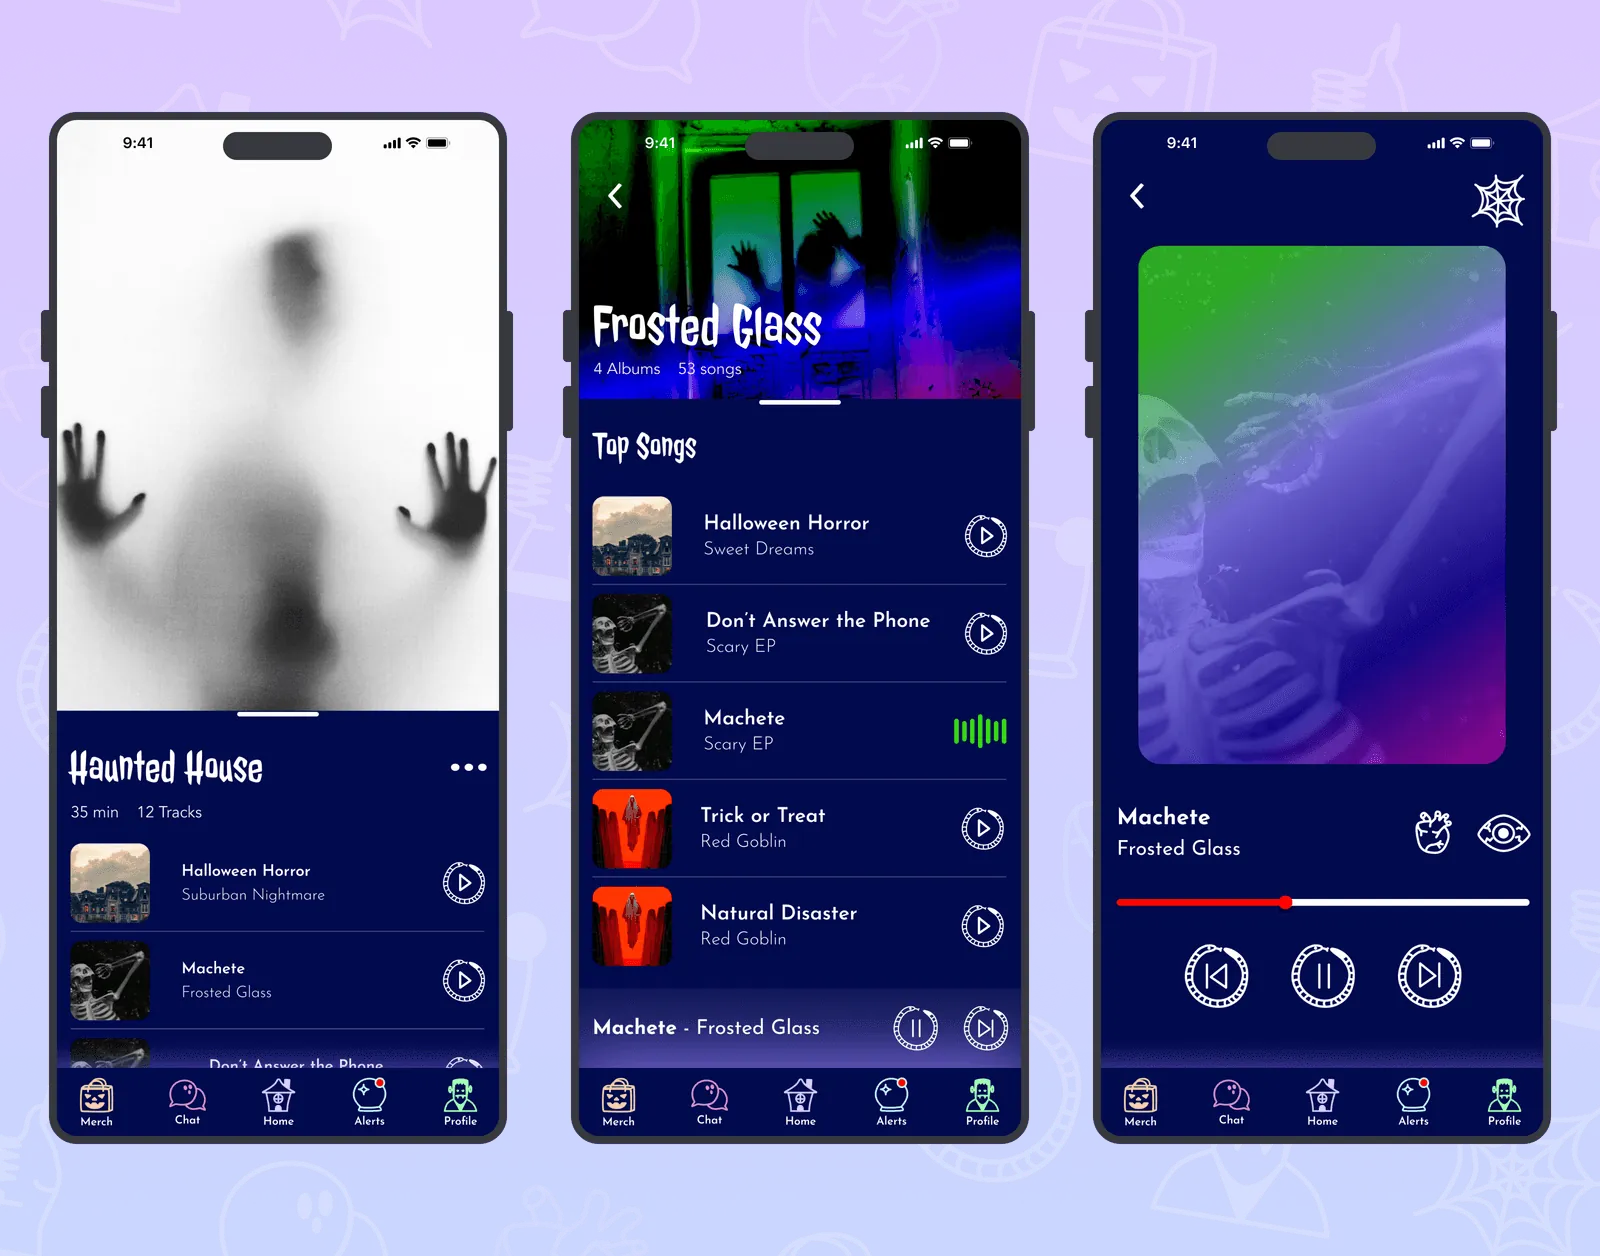 9:41
Haunted House
35 min 12 Tracks
Halloween Horror
Suburban Nightmare
Machete
Frosted Glass
Don't Answer the Phone
Merch Chat Home Alerts Profile
9:41
Frosted Glass
4 Albums 53 songs
Top Songs
Halloween Horror
Sweet Dreams
Don't Answer the Phone
Scary EP
Machete
Scary EP
Trick or Treat
Red Goblin
Natural Disaster
Red Goblin
Machete - Frosted Glass
Merch Chat Home Alerts Profile
9:41
Machete
Frosted Glass
Merch Chat Home Alerts Profile